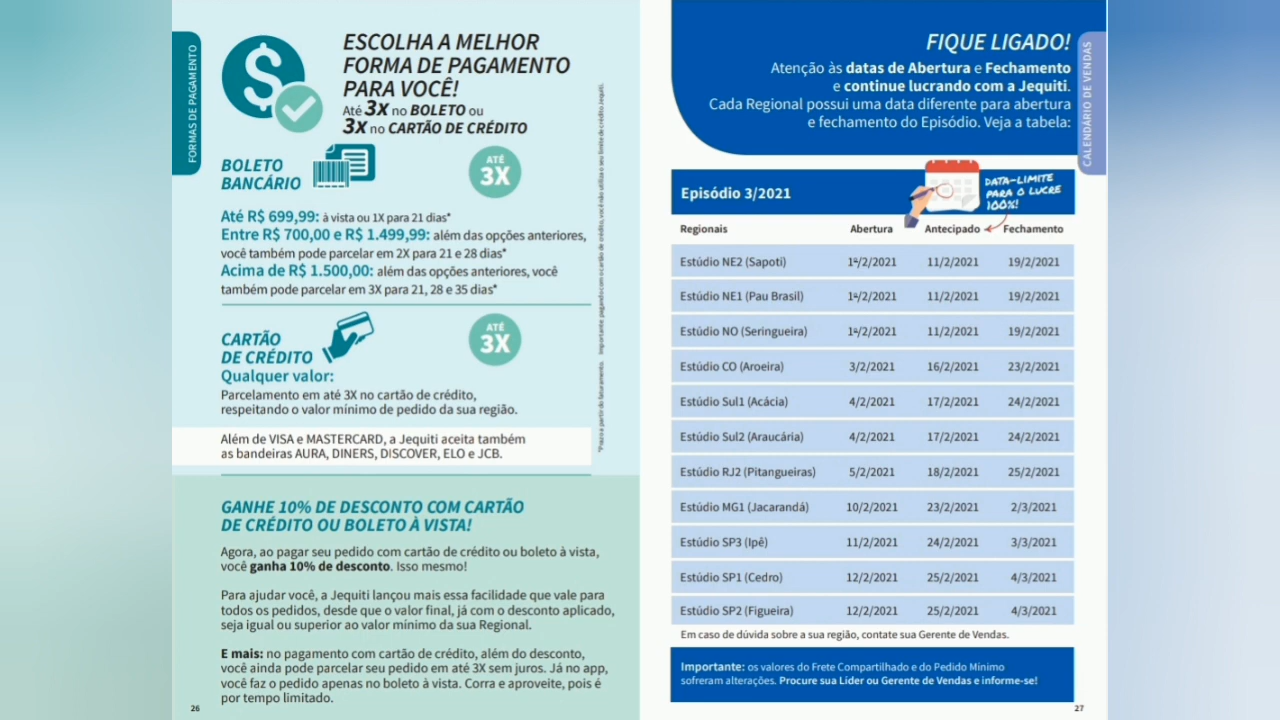 FORMAS DE PAGAMENTO
ESCOLHA A MELHOR
FORMA DE PAGAMENTO
PARA VOCÊ!
Até 3x no BOLETO ou
3x no CARTÃO DE CRÉDITO
BOLETO
BANCÁRIO
ATÉ
3X
Até R$ 699,99: à vista ou 1X para 21 dias*
Entre R$ 700,00 e R$ 1.499,99: além das opções anteriores,
você também pode parcelar em 2X para 21 e 28 dias*
Acima de R$ 1.500,00: além das opções anteriores, você
também pode parcelar em 3X para 21, 28 e 35 dias*
CARTÃO
DE CRÉDITO
ATÉ
3X
Qualquer valor:
Parcelamento em até 3X no cartão de crédito,
respeitando o valor mínimo de pedido da sua região.
Além de VISA e MASTERCARD, a Jequiti aceita também
as bandeiras AURA, DINERS, DISCOVER, ELO e JCB.
*Prazo a partir do faturamento. Importante: pagando com o cartão de crédito, você não utiliza o seu limite de crédito Jequiti.
GANHE 10% DE DESCONTO COM CARTÃO
DE CRÉDITO OU BOLETO À VISTA!
Agora, ao pagar seu pedido com cartão de crédito ou boleto à vista,
você ganha 10% de desconto. Isso mesmo!
Para ajudar você, a Jequiti lançou mais essa facilidade que vale para
todos os pedidos, desde que o valor final, já com o desconto aplicado,
seja igual ou superior ao valor mínimo da sua Regional.
E mais: no pagamento com cartão de crédito, além do desconto,
você ainda pode parcelar seu pedido em até 3X sem juros. Já no app,
você faz o pedido apenas no boleto à vista. Corra e aproveite, pois é
por tempo limitado.
26
CALENDÁRIO DE VENDAS
FIQUE LIGADO!
Atenção às datas de Abertura e Fechamento
e continue lucrando com a Jequiti.
Cada Regional possui uma data diferente para abertura
e fechamento do Episódio. Veja a tabela:
Episódio 3/2021
DATA-LIMITE
PARA O LUCRE
100%!
Regionais Abertura Antecipado Fechamento
Estúdio NE2 (Sapoti) 1º/2/2021 11/2/2021 19/2/2021
Estúdio NE1 (Pau Brasil) 1º/2/2021 11/2/2021 19/2/2021
Estúdio NO (Seringueira) 1º/2/2021 11/2/2021 19/2/2021
Estúdio CO (Aroeira) 3/2/2021 16/2/2021 23/2/2021
Estúdio Sul1 (Acácia) 4/2/2021 17/2/2021 24/2/2021
Estúdio Sul2 (Araucária) 4/2/2021 17/2/2021 24/2/2021
Estúdio RJ2 (Pitangueiras) 5/2/2021 18/2/2021 25/2/2021
Estúdio MG1 (Jacarandá) 10/2/2021 23/2/2021 2/3/2021
Estúdio SP3 (Ipê) 11/2/2021 24/2/2021 3/3/2021
Estúdio SP1 (Cedro) 12/2/2021 25/2/2021 4/3/2021
Estúdio SP2 (Figueira) 12/2/2021 25/2/2021 4/3/2021
Em caso de dúvida sobre a sua região, contate sua Gerente de Vendas.
Importante: os valores do Frete Compartilhado e do Pedido Mínimo
sofreram alterações. Procure sua Líder ou Gerente de Vendas e informe-se!
27